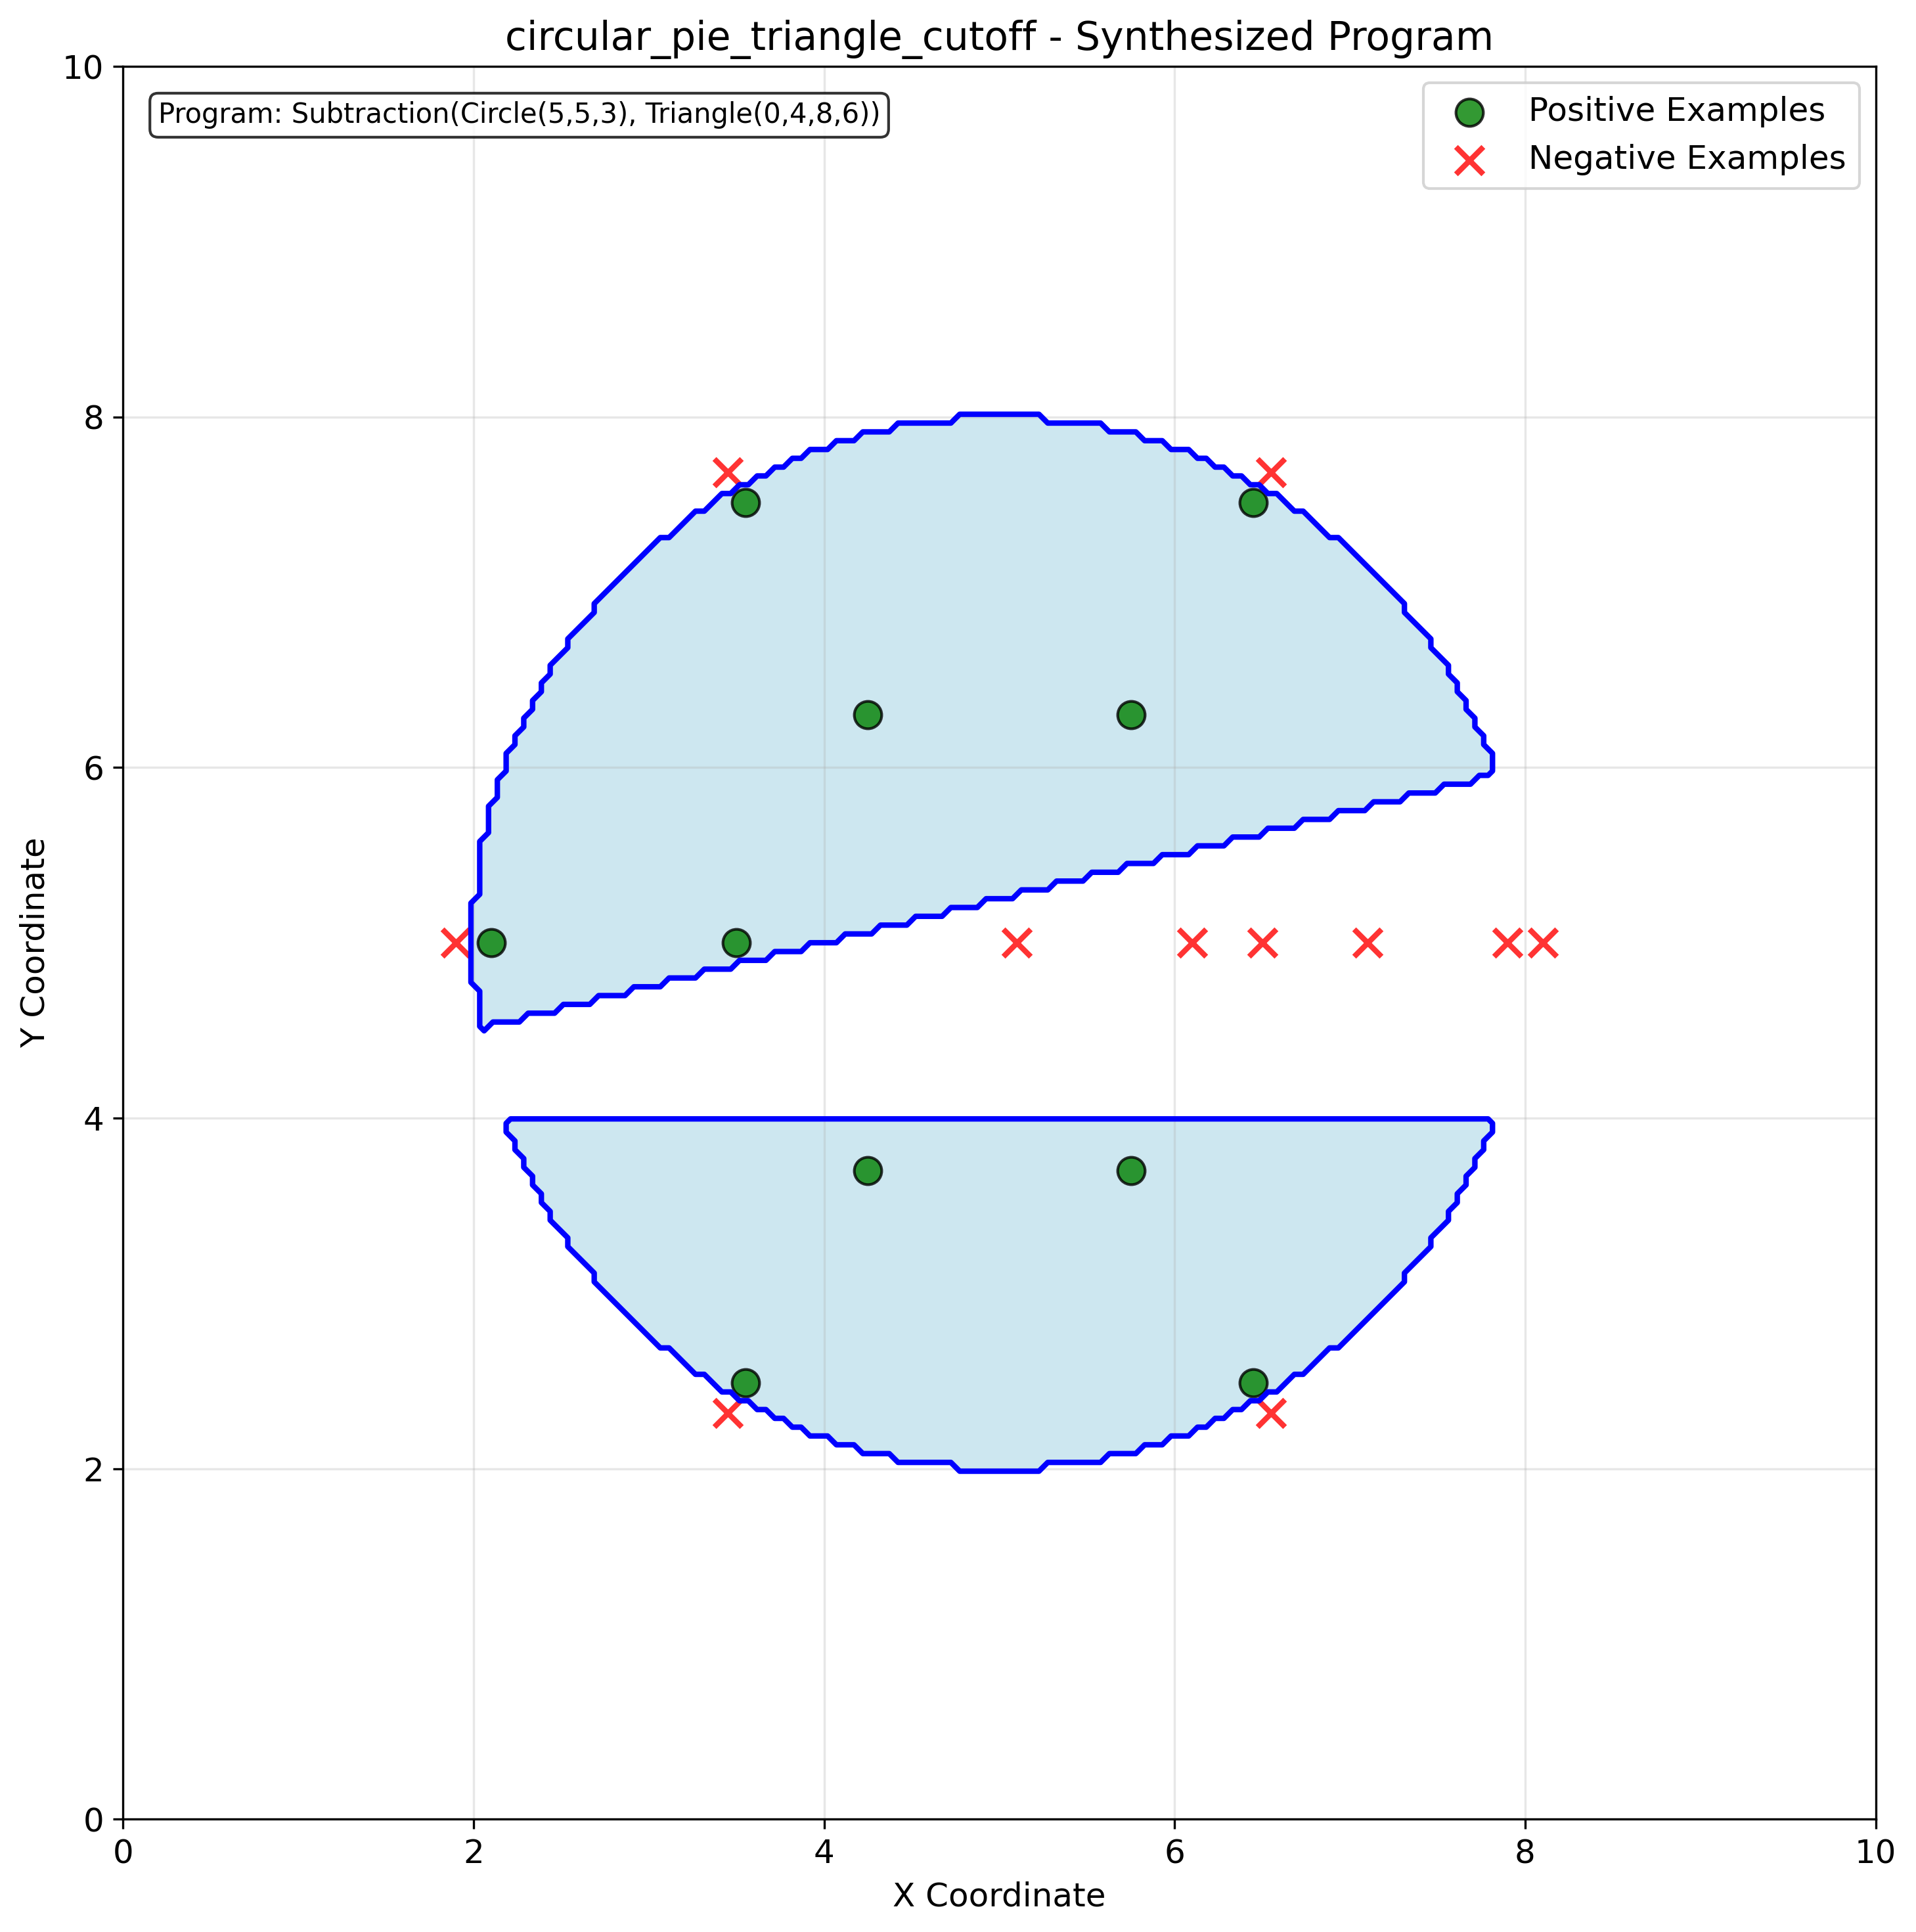 circular_pie_triangle_cutoff - Synthesized Program
Program: Subtraction(Circle(5,5,3), Triangle(0,4,8,6))
Positive Examples
Negative Examples
10
8
6
4
2
0
Y Coordinate
0 2 4 6 8 10
X Coordinate